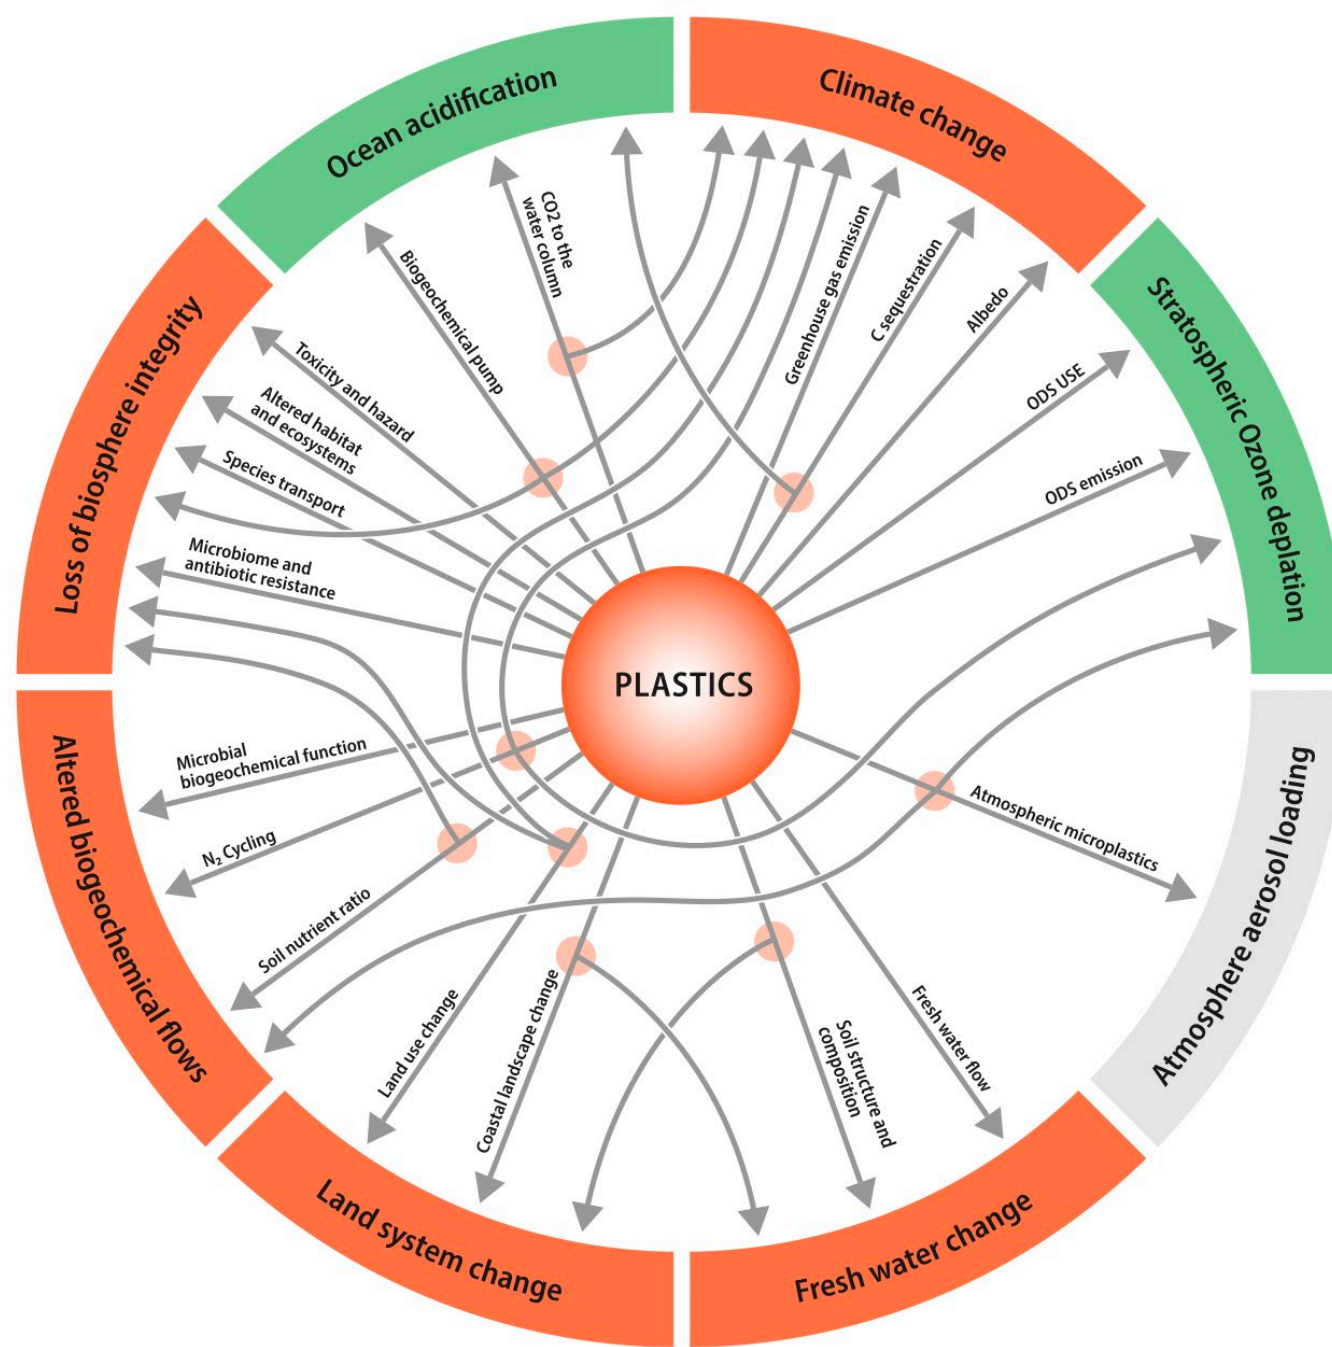 Ocean acidification
Climate change
Stratospheric Ozone deplation
Atmosphere aerosol loading
Fresh water change
Land system change
Altered biogeochemical flows
Loss of biosphere integrity
PLASTICS
Biogeochemical pump
CO2 to the
water column
Greenhouse gas emission
C sequestration
Albedo
ODS USE
ODS emission
Atmospheric microplastics
Fresh water flow
Soil structure and
composition
Coastal landscape change
Land use change
Soil nutrient ratio
N₂ Cycling
Microbial
biogeochemical function
Microbiome and
antibiotic resistance
Species transport
Altered habitat
and ecosystems
Toxicity and hazard